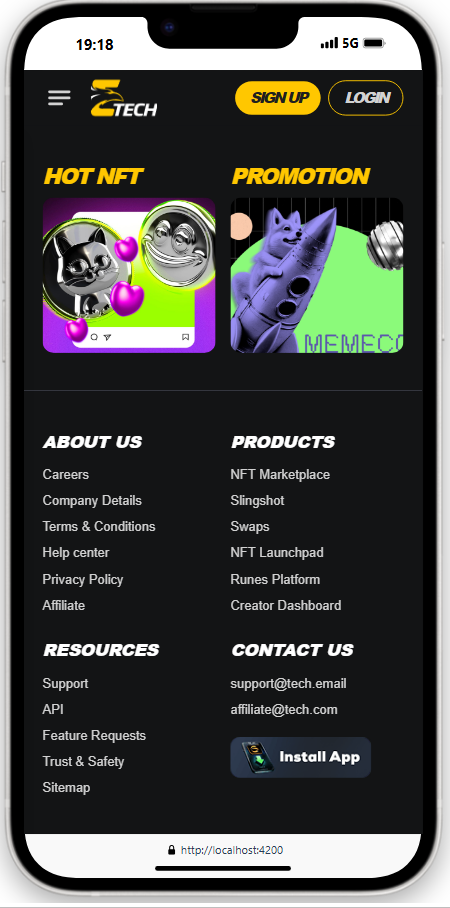 19:18
5G
TECH
SIGN UP
LOGIN
HOT NFT
PROMOTION
MEMECO
ABOUT US
PRODUCTS
Careers
NFT Marketplace
Company Details
Slingshot
Terms & Conditions
Swaps
Help center
NFT Launchpad
Privacy Policy
Runes Platform
Affiliate
Creator Dashboard
RESOURCES
CONTACT US
Support
support@tech.email
API
affiliate@tech.com
Feature Requests
Install App
Trust & Safety
Sitemap
http://localhost:4200